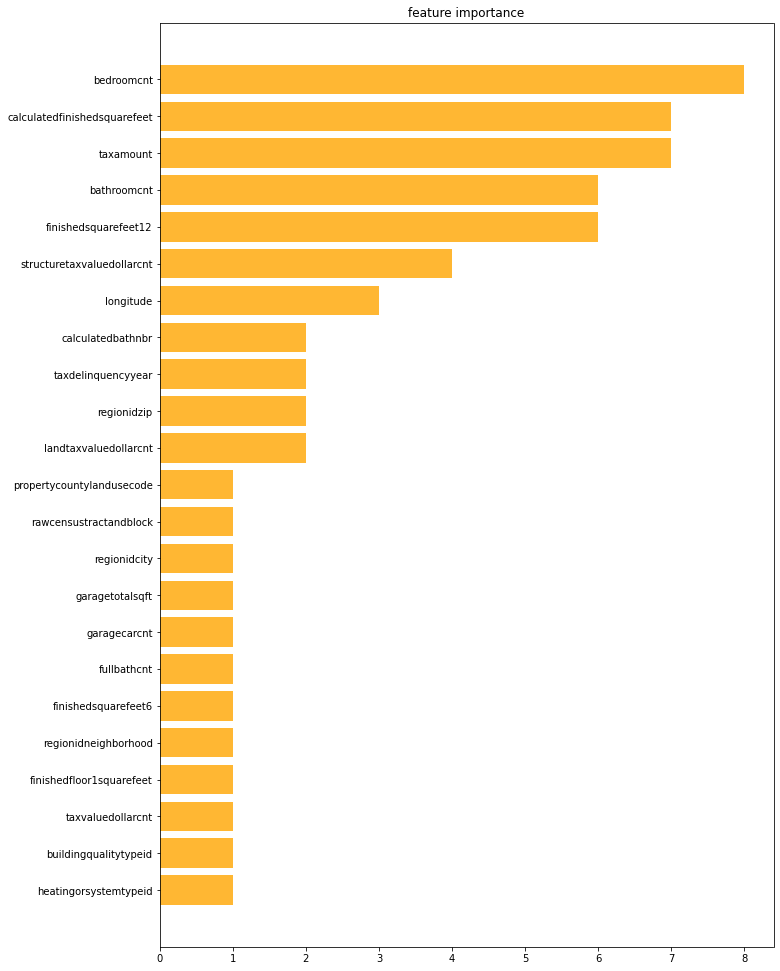 feature importance
bedroomcnt
calculatedfinishedsquarefeet
taxamount
bathroomcnt
finishedsquarefeet12
structuretaxvaluedollarcnt
longitude
calculatedbathnbr
taxdelinquencyyear
regionidzip
landtaxvaluedollarcnt
propertycountylandusecode
rawcensustractandblock
regionidcity
garagetotalsqft
garagecarcnt
fullbathcnt
finishedsquarefeet6
regionidneighborhood
finishedfloor1squarefeet
taxvaluedollarcnt
buildingqualitytypeid
heatingorsystemtypeid
0 1 2 3 4 5 6 7 8